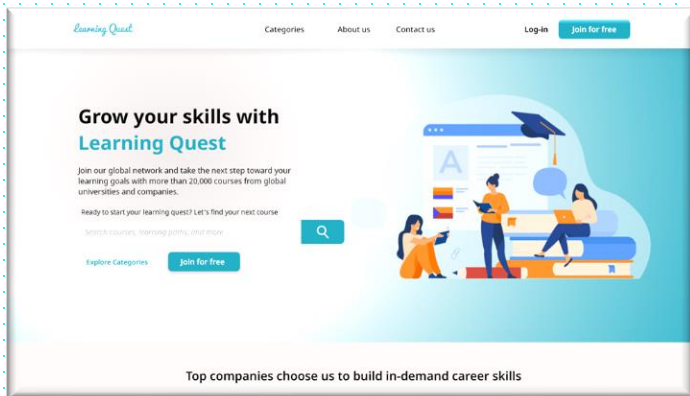 Learning Quest
Categories
About us
Contact us
Log-in
Join for free
Grow your skills with
Learning Quest
Join our global network and take the next step toward your
learning goals with more than 20,000 courses from global
universities and companies.
Ready to start your learning quest? Let's find your next course
Search courses, learning paths, and more
Explore Categories
Join for free
A
Top companies choose us to build in-demand career skills